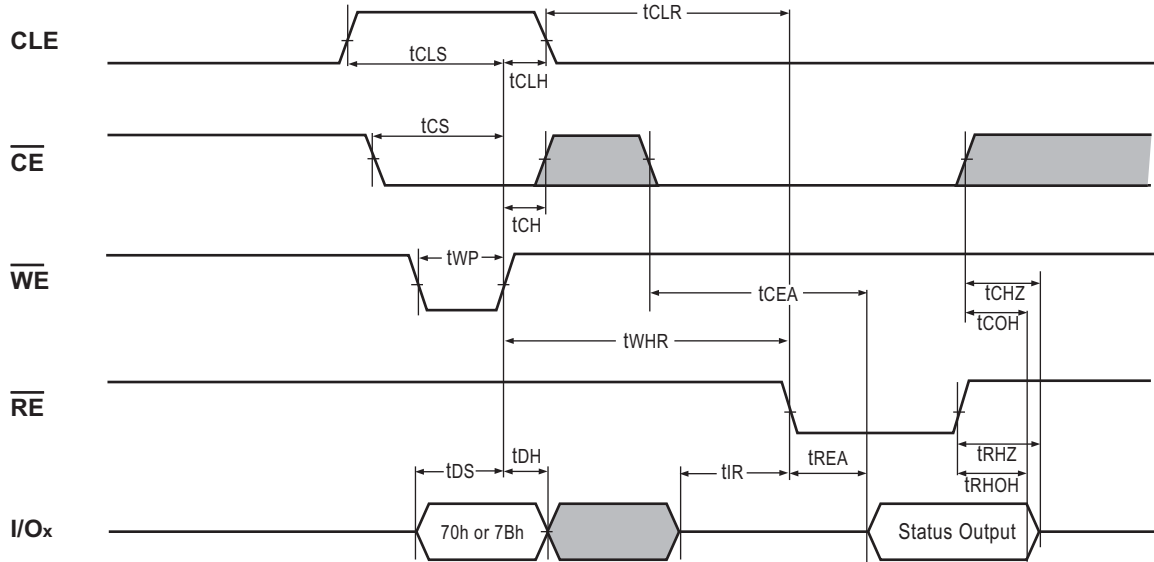 CLE
tCLR
tCLS
tCLH
CE
tCS
tCH
WE
tWP
tCEA
tCHZ
tCOH
tWHR
RE
tDS
tDH
tIR
tREA
tRHZ
tRHOH
I/Ox
70h or 7Bh
Status Output